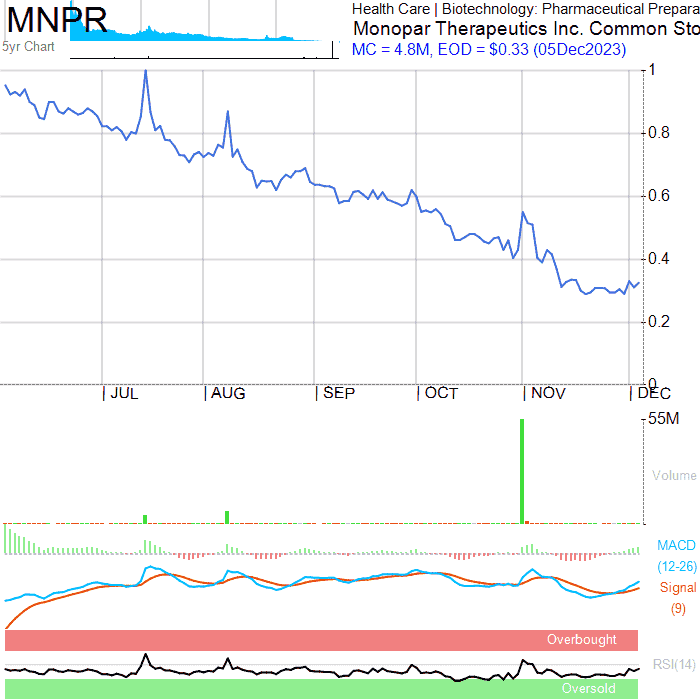 MNPR
5yr Chart
Health Care | Biotechnology: Pharmaceutical Prepara
Monopar Therapeutics Inc. Common Sto
MC = 4.8M, EOD = $0.33 (05Dec2023)
1
0.8
0.6
0.4
0.2
0
JUL
AUG
SEP
OCT
NOV
DEC
55M
Volume
MACD
(12-26)
Signal
(9)
Overbought
RSI(14)
Oversold